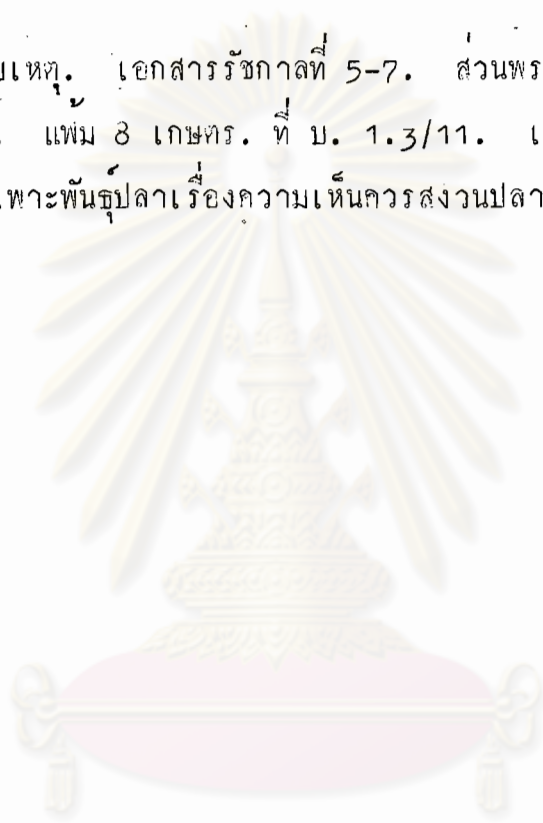 บเหตุ. เอกสารรัชกาลที่ 5-7. ส่วนพร
แฟ้ม 8 เกษตร. ที่ บ. 1.3/11. เ
เพาะพันธุ์ปลาเรื่องความเห็นควรสงวนปลา